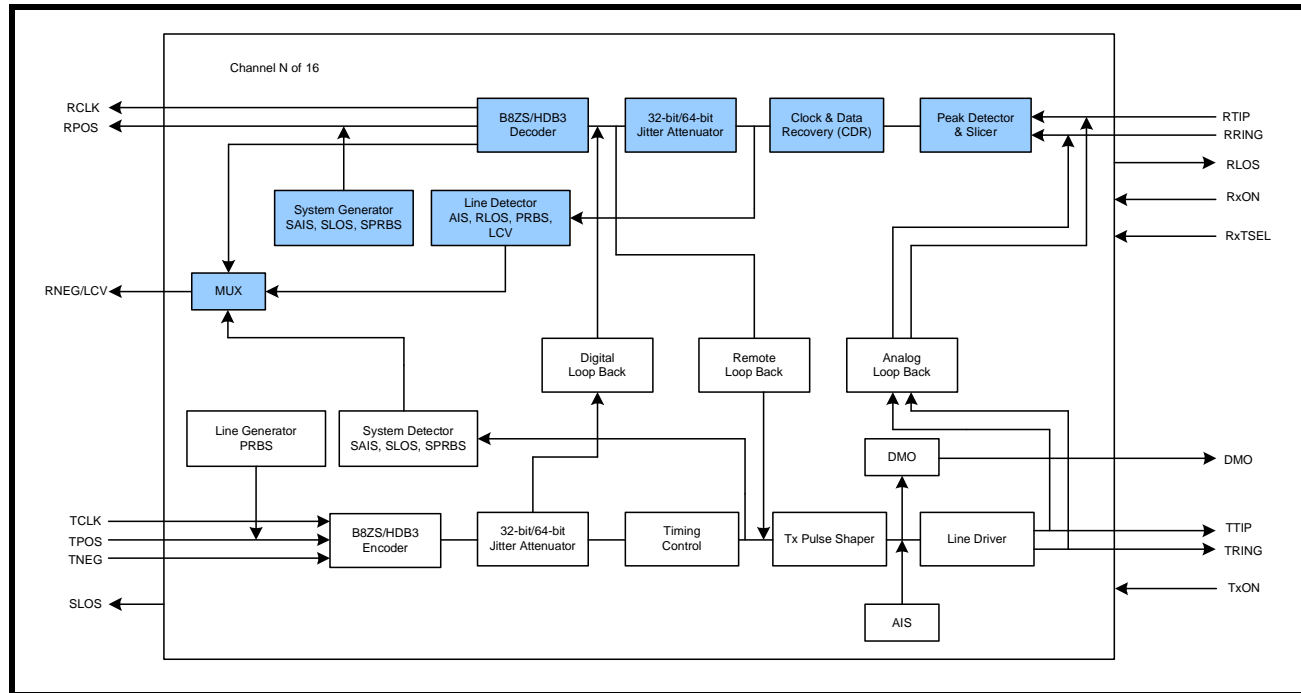 Channel N of 16
RCLK
RPOS
B8ZS/HDB3
Decoder
32-bit/64-bit
Jitter Attenuator
Clock & Data
Recovery (CDR)
Peak Detector
& Slicer
RTIP
RRING
RLOS
RxON
RxTSEL
System Generator
SAIS, SLOS, SPRBS
Line Detector
AIS, RLOS, PRBS,
LCV
RNEG/LCV
MUX
Digital
Loop Back
Remote
Loop Back
Analog
Loop Back
Line Generator
PRBS
System Detector
SAIS, SLOS, SPRBS
DMO
DMO
TCLK
TPOS
TNEG
B8ZS/HDB3
Encoder
32-bit/64-bit
Jitter Attenuator
Timing
Control
Tx Pulse Shaper
Line Driver
TTIP
TRING
SLOS
AIS
TxON